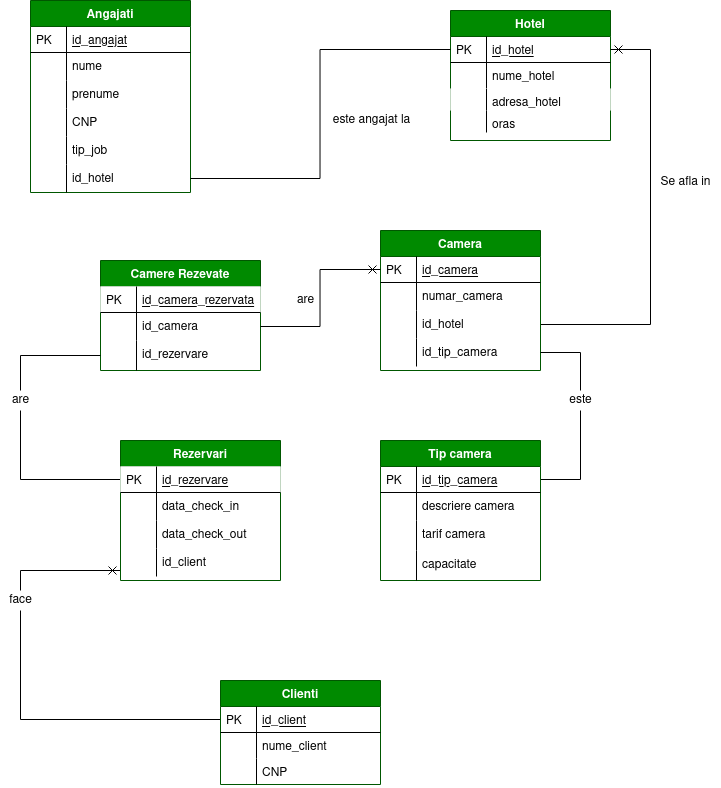 Angajati
PK id_angajat
nume
prenume
CNP
tip_job
id_hotel
este angajat la
Hotel
PK id_hotel
nume_hotel
adresa_hotel
oras
Se afla in
Camere Rezevate
PK id_camera_rezervata
id_camera
id_rezervare
are
Camera
PK id_camera
numar_camera
id_hotel
id_tip_camera
are
este
Rezervari
PK id_rezervare
data_check_in
data_check_out
id_client
Tip camera
PK id_tip_camera
descriere camera
tarif camera
capacitate
face
Clienti
PK id_client
nume_client
CNP